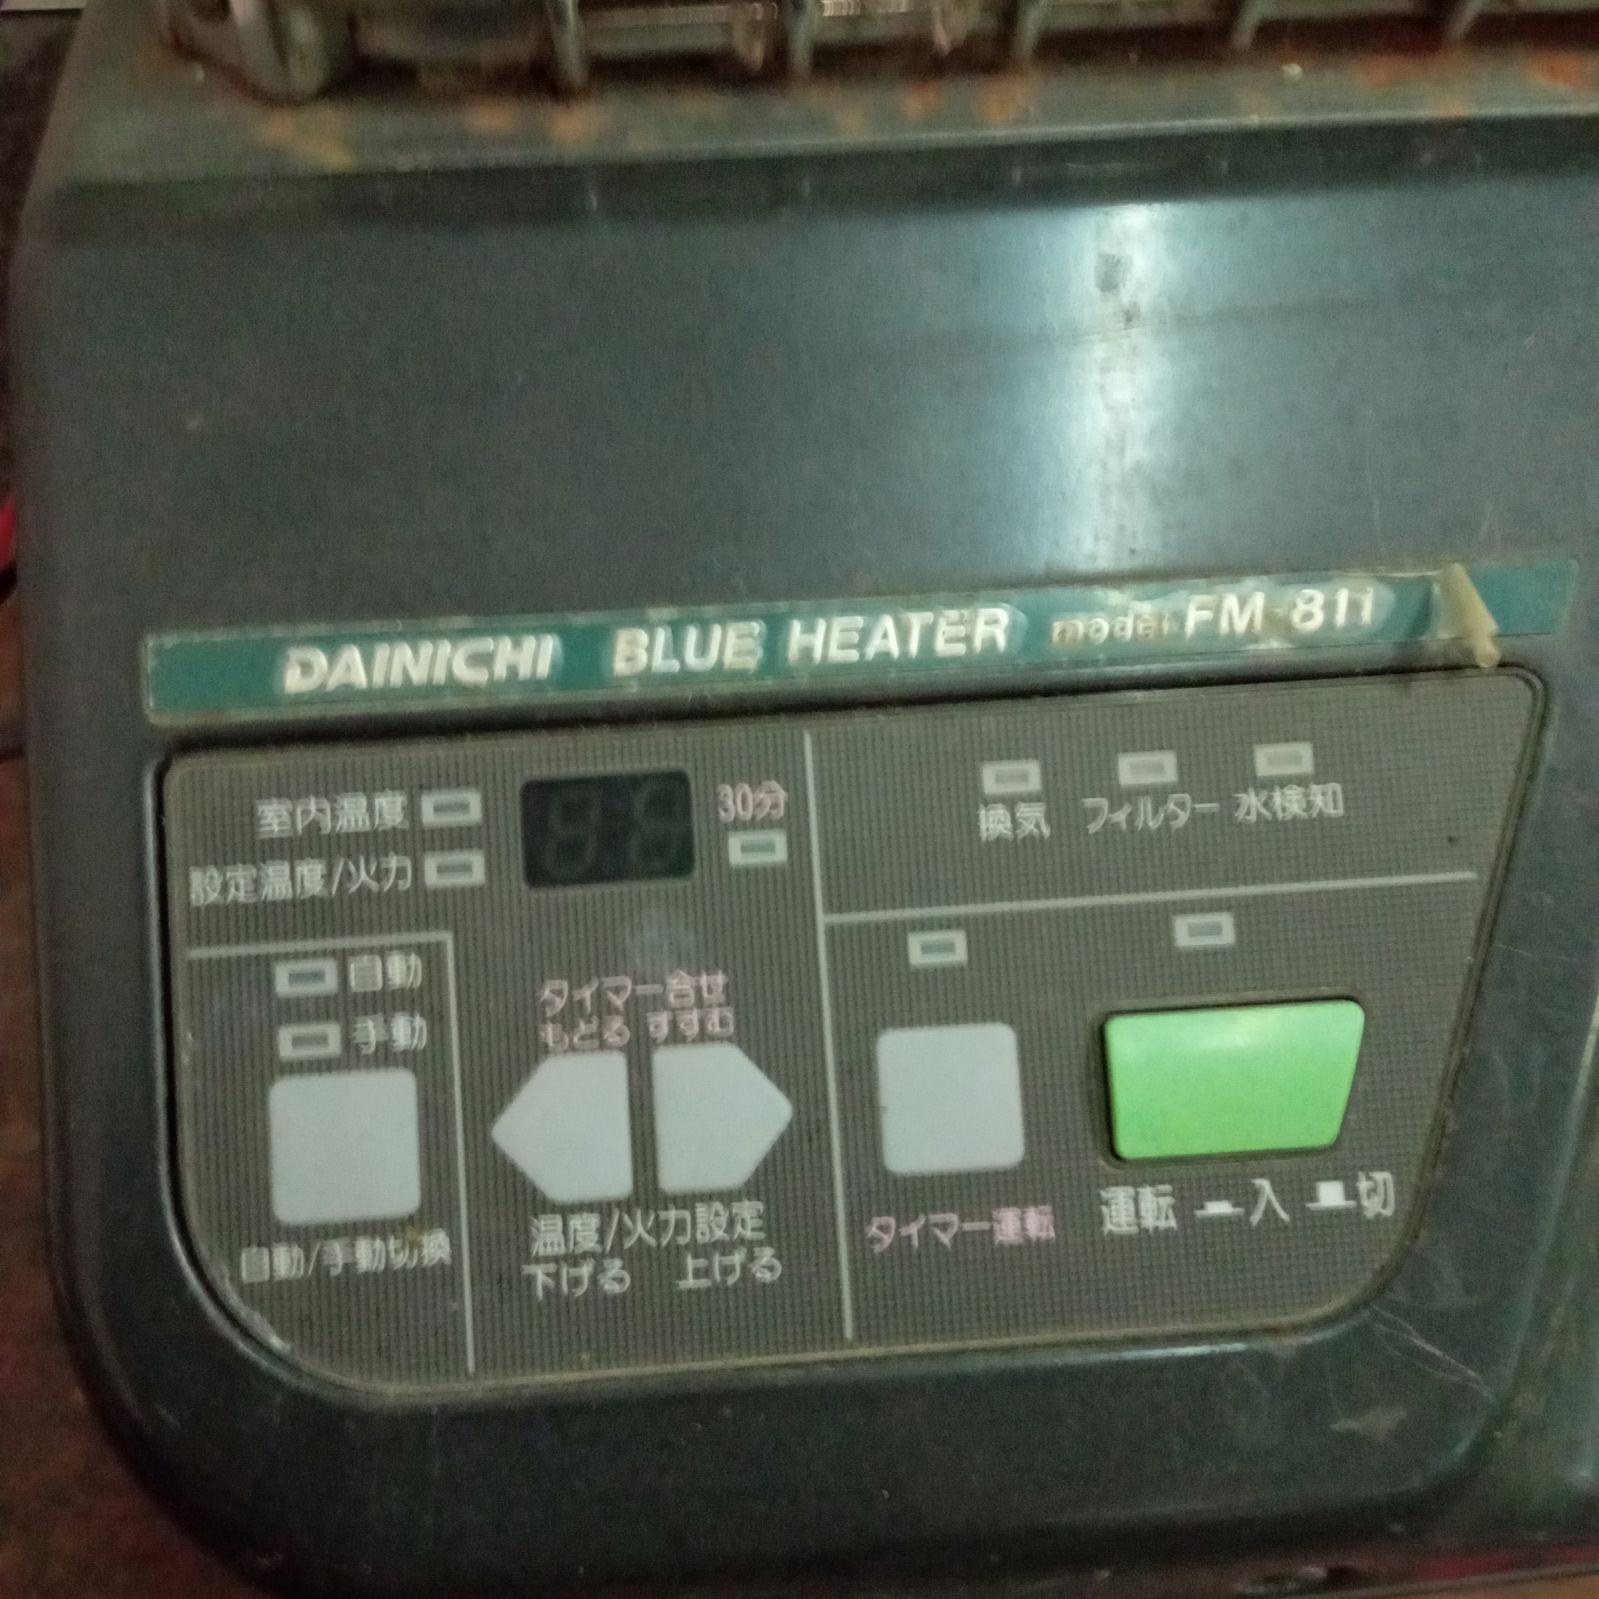 DAINICHI BLUE HEATER model FM-811
室内温度
設定温度/火力
30分
換気 フィルター 水検知
自動
手動
タイマー合せ
もどる すすむ
自動/手動切換
温度/火力設定
下げる 上げる
タイマー運転
運転 入 切